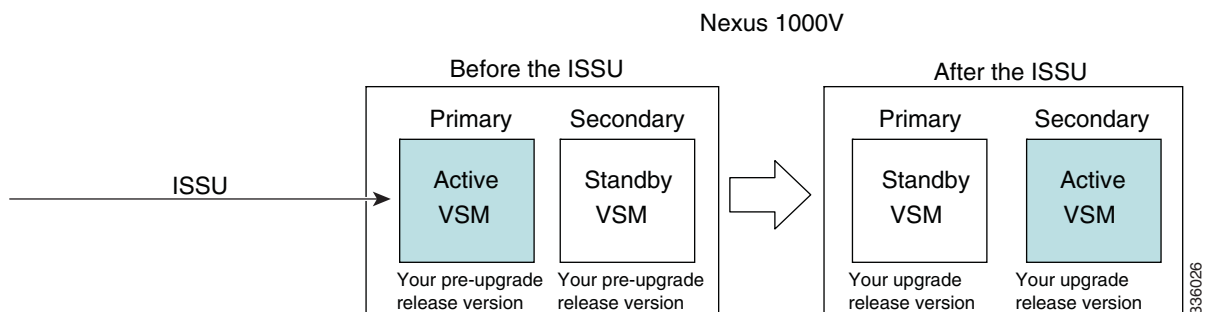 Nexus 1000V
Before the ISSU
After the ISSU
Primary
Secondary
Primary
Secondary
ISSU
Active
VSM
Standby
VSM
Standby
VSM
Active
VSM
Your pre-upgrade
release version
Your pre-upgrade
release version
Your upgrade
release version
Your upgrade
release version
336026